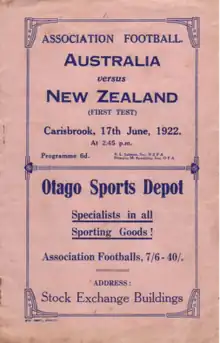 ASSOCIATION FOOTBALL.
AUSTRALIA
versus
NEW ZEALAND
(FIRST TEST)
Carisbrook, 17th June, 1922.
At 2.45 p.m.
Programme 6d.
Otago Sports Depot
Specialists in all
Sporting Goods!
Association Footballs, 7/6 - 40/-
ADDRESS:
Stock Exchange Buildings